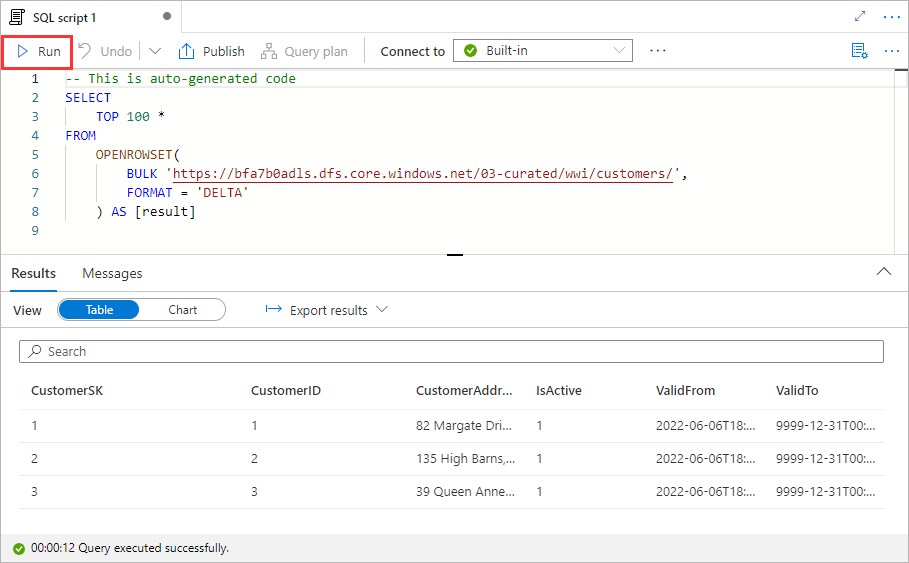 SQL script 1
Run Undo Publish Query plan Connect to Built-in
1 -- This is auto-generated code
2 SELECT
3 TOP 100 *
4 FROM
5 OPENROWSET(
6 BULK 'https://bfa7b0adls.dfs.core.windows.net/03-curated/wwi/customers/',
7 FORMAT = 'DELTA'
8 ) AS [result]
9
Results Messages
View Table Chart Export results
Search
CustomerSK CustomerID CustomerAddr... IsActive ValidFrom ValidTo
1 1 82 Margate Dri... 1 2022-06-06T18:... 9999-12-31T00:...
2 2 135 High Barns,... 1 2022-06-06T18:... 9999-12-31T00:...
3 3 39 Queen Anne... 1 2022-06-06T18:... 9999-12-31T00:...
00:00:12 Query executed successfully.